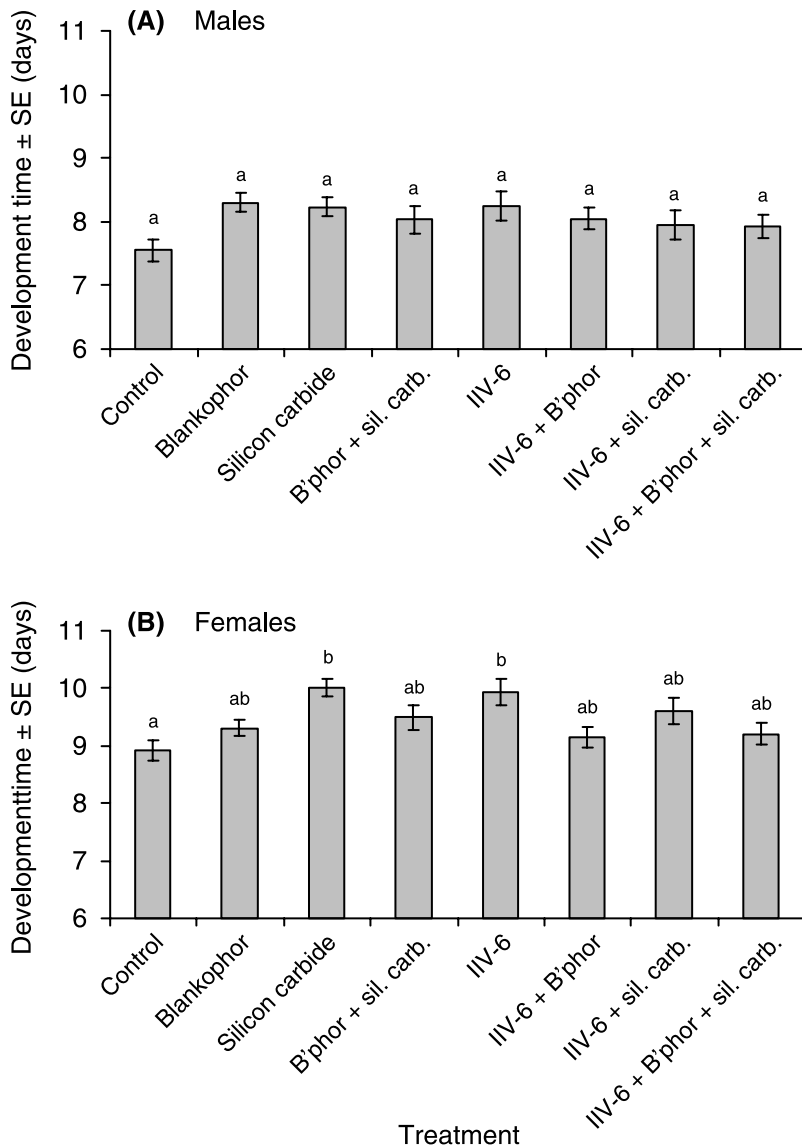 (A) Males
Development time ± SE (days)
11
10
9
8
7
6
a
a
a
a
a
a
a
a
Control
Blankophor
Silicon carbide
B'phor + sil. carb.
IIV-6
IIV-6 + B'phor
IIV-6 + sil. carb.
IIV-6 + B'phor + sil. carb.
(B) Females
Developmenttime ± SE (days)
11
10
9
8
7
6
a
ab
b
ab
b
ab
ab
ab
Control
Blankophor
Silicon carbide
B'phor + sil. carb.
IIV-6
IIV-6 + B'phor
IIV-6 + sil. carb.
IIV-6 + B'phor + sil. carb.
Treatment